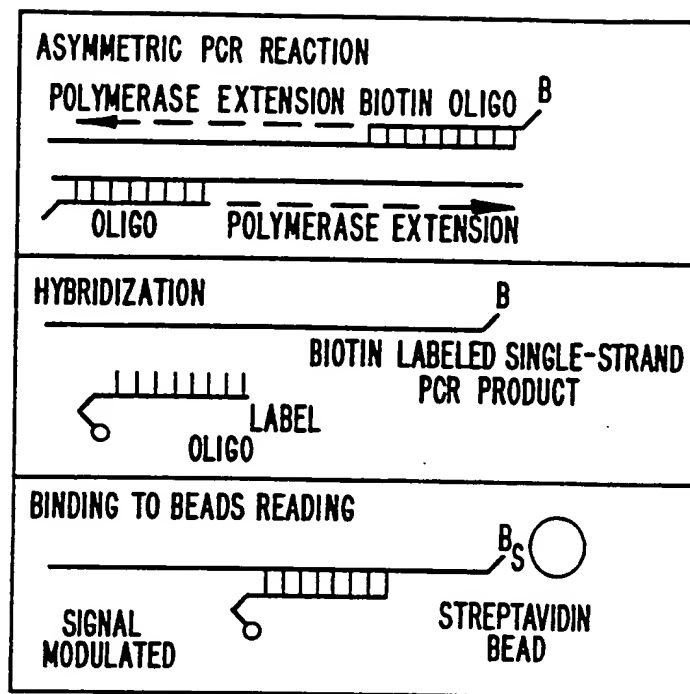 ASYMMETRIC PCR REACTION
POLYMERASE EXTENSION BIOTIN OLIGO B
OLIGO POLYMERASE EXTENSION
HYBRIDIZATION
B
BIOTIN LABELED SINGLE-STRAND
PCR PRODUCT
LABEL
OLIGO
BINDING TO BEADS READING
B
S
SIGNAL
MODULATED
STREPTAVIDIN
BEAD